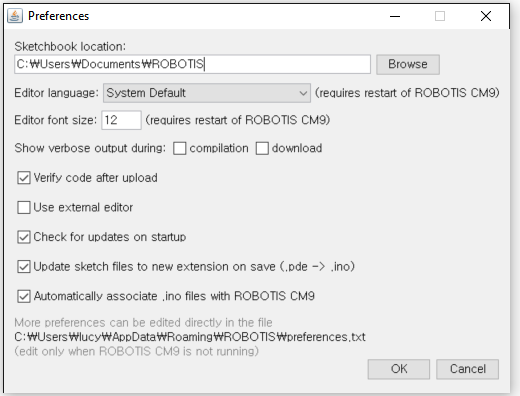 Preferences
Sketchbook location:
C:₩Users₩Documents₩ROBOTIS
Browse
Editor language: System Default (requires restart of ROBOTIS CM9)
Editor font size: 12 (requires restart of ROBOTIS CM9)
Show verbose output during: compilation download
Verify code after upload
Use external editor
Check for updates on startup
Update sketch files to new extension on save (.pde -> .ino)
Automatically associate .ino files with ROBOTIS CM9
More preferences can be edited directly in the file
C:₩Users₩lucy₩AppData₩Roaming₩ROBOTIS₩preferences.txt
(edit only when ROBOTIS CM9 is not running)
OK Cancel